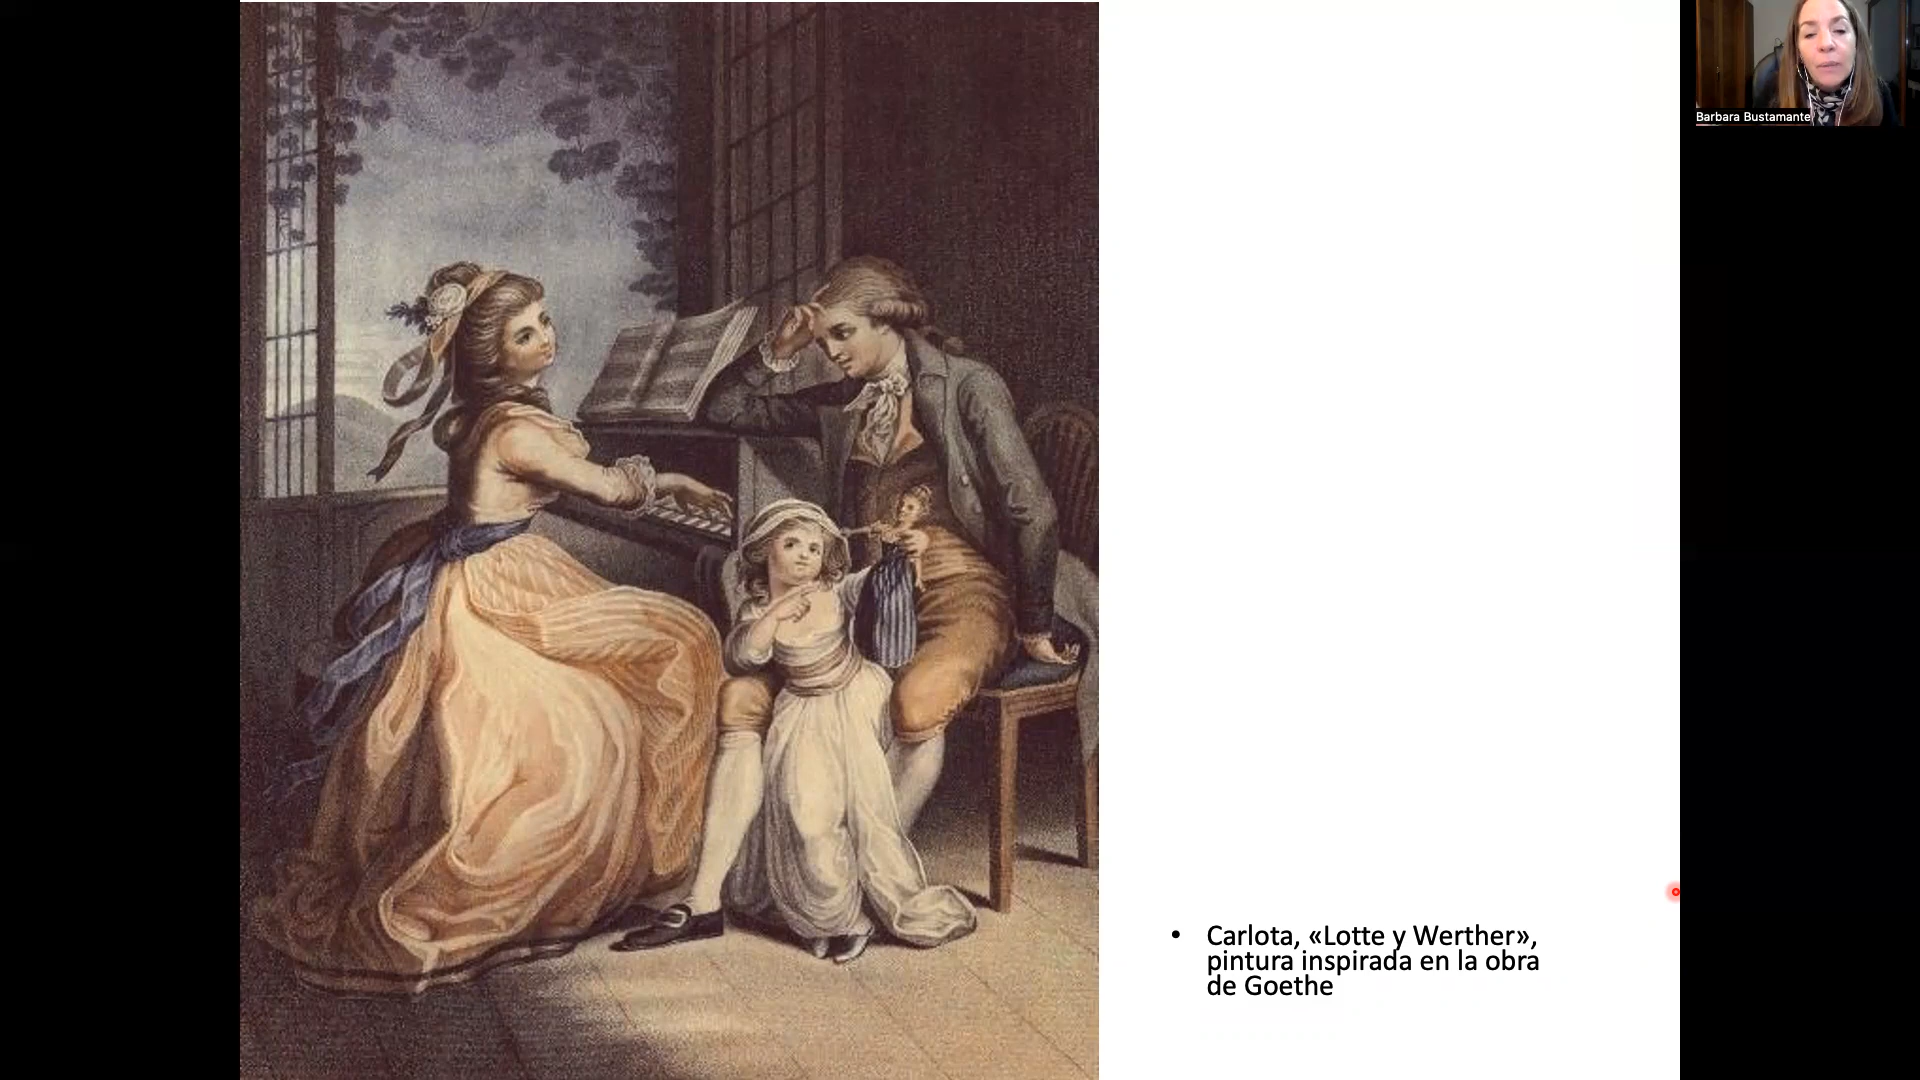 Barbara Bustamante
• Carlota, «Lotte y Werther»,
pintura inspirada en la obra
de Goethe